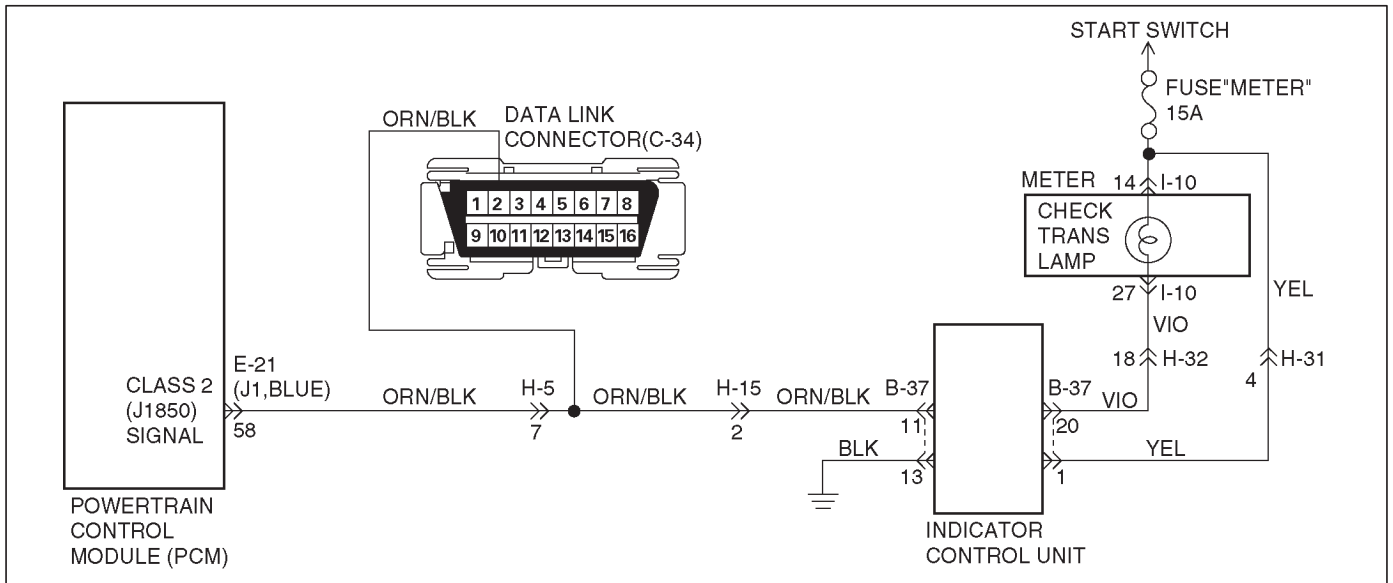 START SWITCH
FUSE"METER"
15A
ORN/BLK
DATA LINK
CONNECTOR(C-34)
1 2 3 4 5 6 7 8
9 10 11 12 13 14 15 16
METER 14 I-10
CHECK
TRANS
LAMP
27 I-10
YEL
VIO
18 H-32
H-31
4
E-21
(J1,BLUE)
CLASS 2
(J1850)
SIGNAL
58
ORN/BLK
H-5
7
ORN/BLK
H-15
2
ORN/BLK
B-37
11
B-37
20
VIO
BLK
13
1
YEL
POWERTRAIN
CONTROL
MODULE (PCM)
INDICATOR
CONTROL UNIT